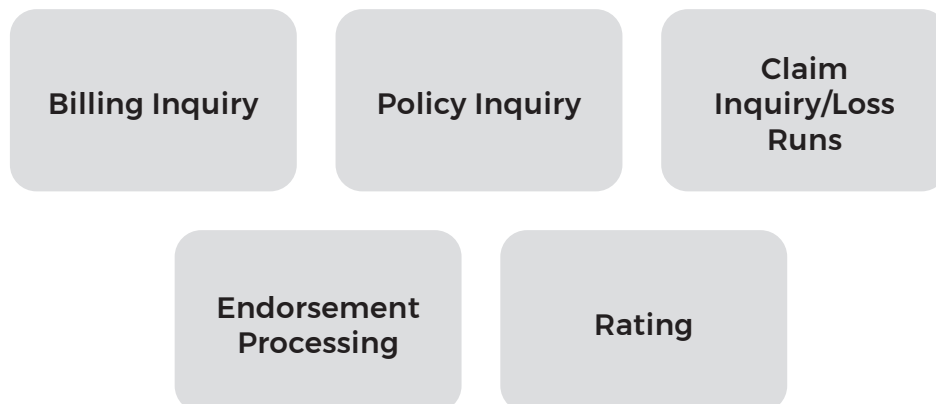 Billing Inquiry
Policy Inquiry
Claim
Inquiry/Loss
Runs
Endorsement
Processing
Rating